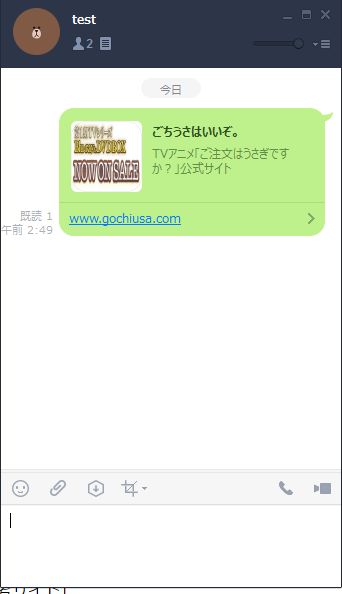 test
2
今日
ごちうさはいいぞ。
TVアニメ「ご注文はうさぎです
か？」公式サイト
NOW ON SALE
既読 1
午前 2:49
www.gochiusa.com